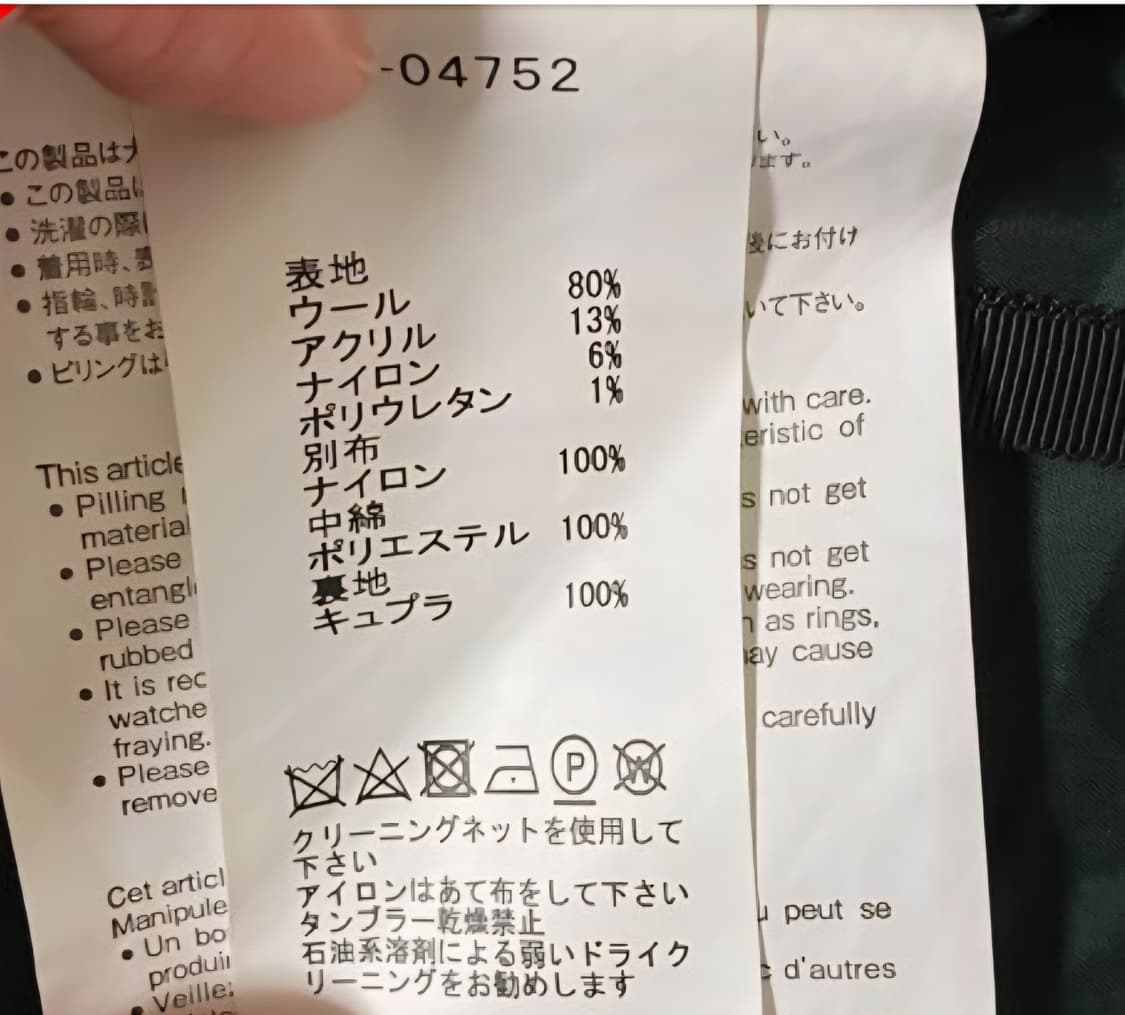 -04752
この製品は
• この製品は
• 洗濯の際
• 着用時、
• 指輪、時計
する事をお
• ピリングは
This article
• Pilling
material
• Please
entangl
• Please
rubbed
• It is rec
watche
fraying.
• Please
remove
Cet articl
Manipule
• Un bo
produi
• Veille
表地
ウール 80%
アクリル 13%
ナイロン 6%
ポリウレタン 1%
別布
ナイロン 100%
中綿
ポリエステル 100%
裏地
キュプラ 100%
P
W
クリーニングネットを使用して
下さい
アイロンはあて布をして下さい
タンブラー乾燥禁止
石油系溶剤による弱いドライク
リーニングをお勧めします
い。
ます。
後にお付け
いて下さい。
with care.
eristic of
s not get
s not get
wearing.
as rings,
ay cause
carefully
peut se
d'autres